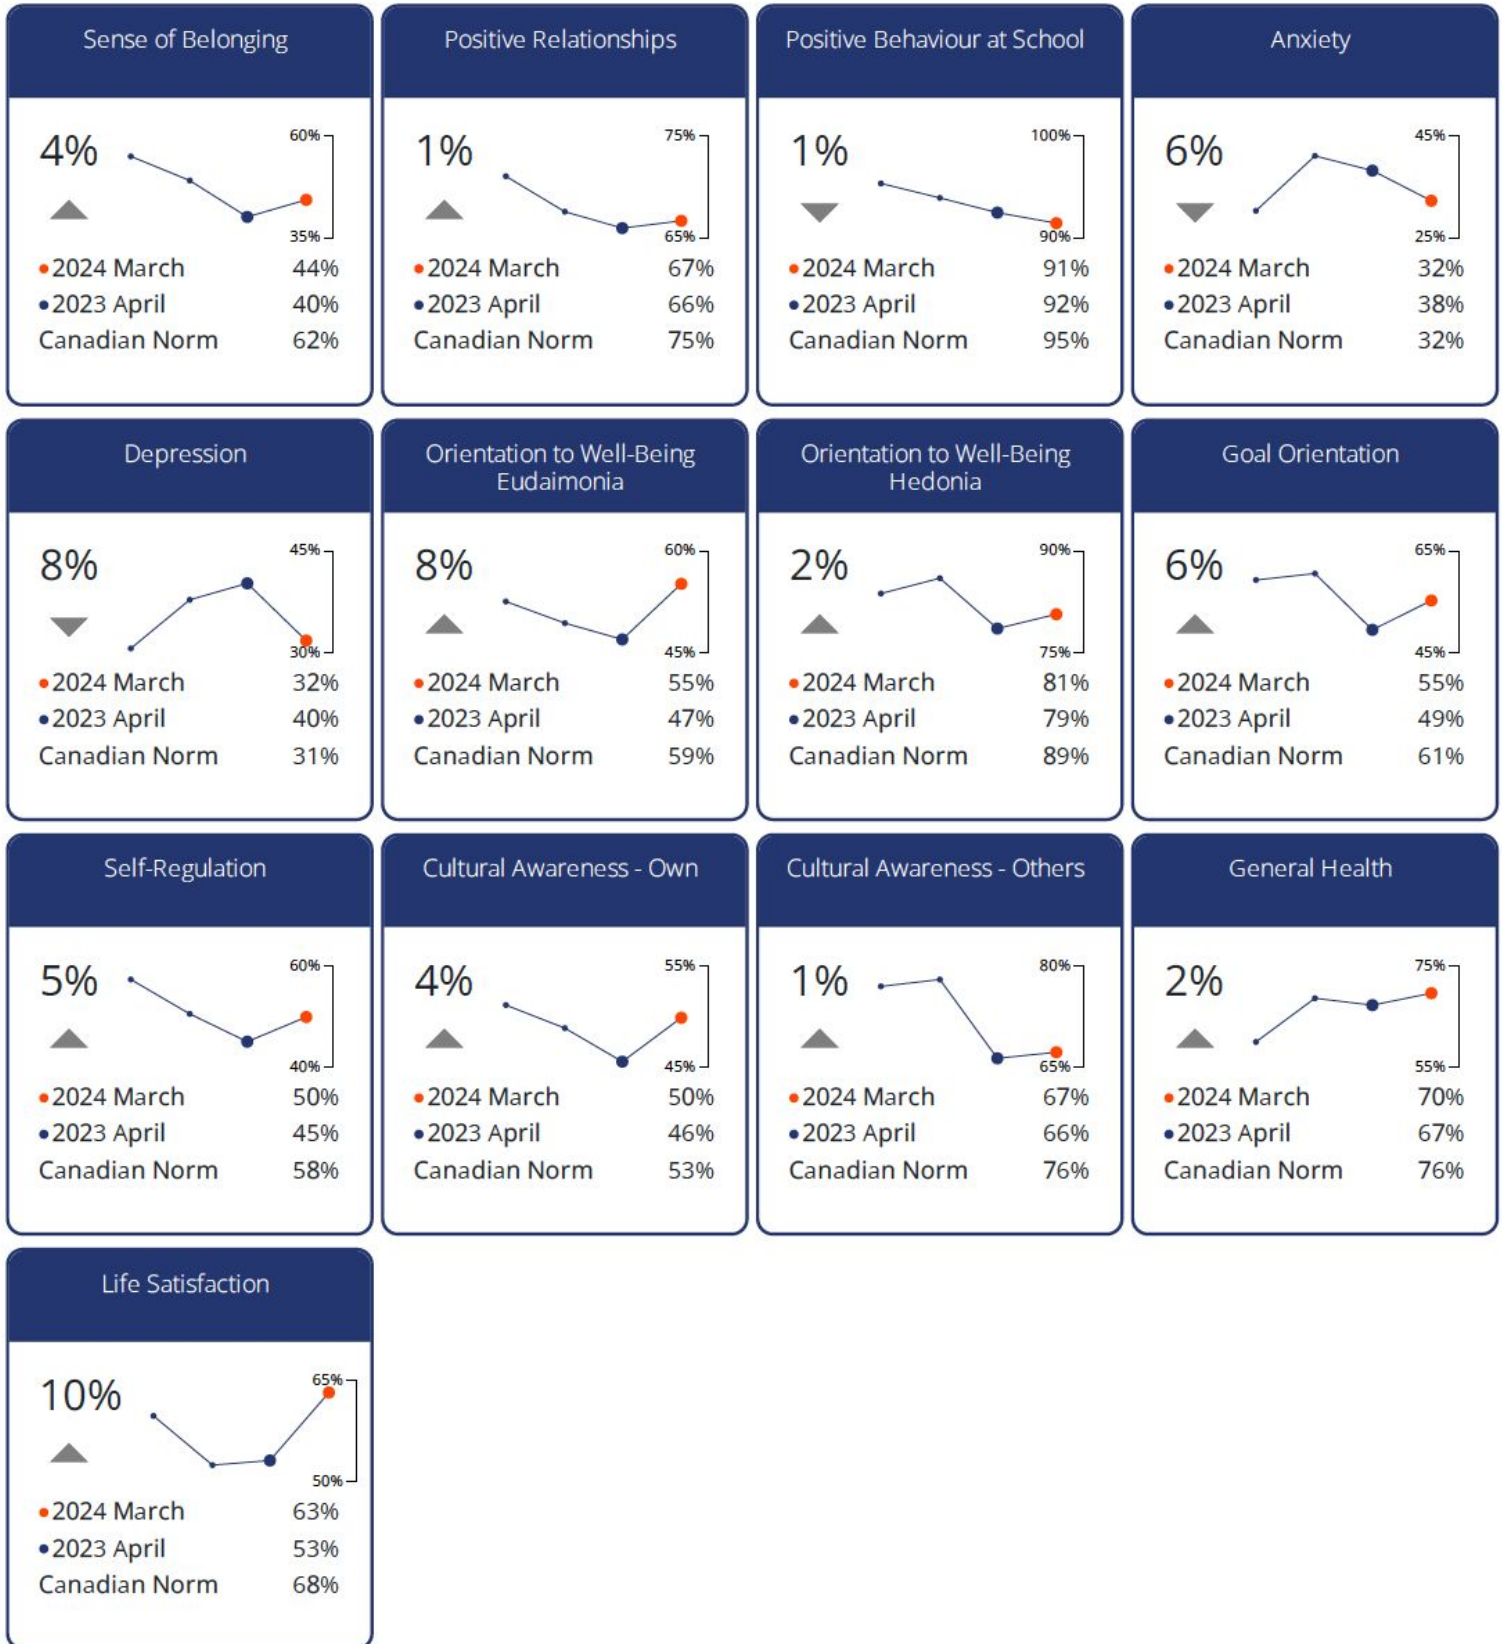 Sense of Belonging
4%
60%
35%
2024 March 44%
2023 April 40%
Canadian Norm 62%
Positive Relationships
1%
75%
65%
2024 March 67%
2023 April 66%
Canadian Norm 75%
Positive Behaviour at School
1%
100%
90%
2024 March 91%
2023 April 92%
Canadian Norm 95%
Anxiety
6%
45%
25%
2024 March 32%
2023 April 38%
Canadian Norm 32%
Depression
8%
45%
30%
2024 March 32%
2023 April 40%
Canadian Norm 31%
Orientation to Well-Being
Eudaimonia
8%
60%
45%
2024 March 55%
2023 April 47%
Canadian Norm 59%
Orientation to Well-Being
Hedonia
2%
90%
75%
2024 March 81%
2023 April 79%
Canadian Norm 89%
Goal Orientation
6%
65%
45%
2024 March 55%
2023 April 49%
Canadian Norm 61%
Self-Regulation
5%
60%
40%
2024 March 50%
2023 April 45%
Canadian Norm 58%
Cultural Awareness - Own
4%
55%
45%
2024 March 50%
2023 April 46%
Canadian Norm 53%
Cultural Awareness - Others
1%
80%
65%
2024 March 67%
2023 April 66%
Canadian Norm 76%
General Health
2%
75%
55%
2024 March 70%
2023 April 67%
Canadian Norm 76%
Life Satisfaction
10%
65%
50%
2024 March 63%
2023 April 53%
Canadian Norm 68%